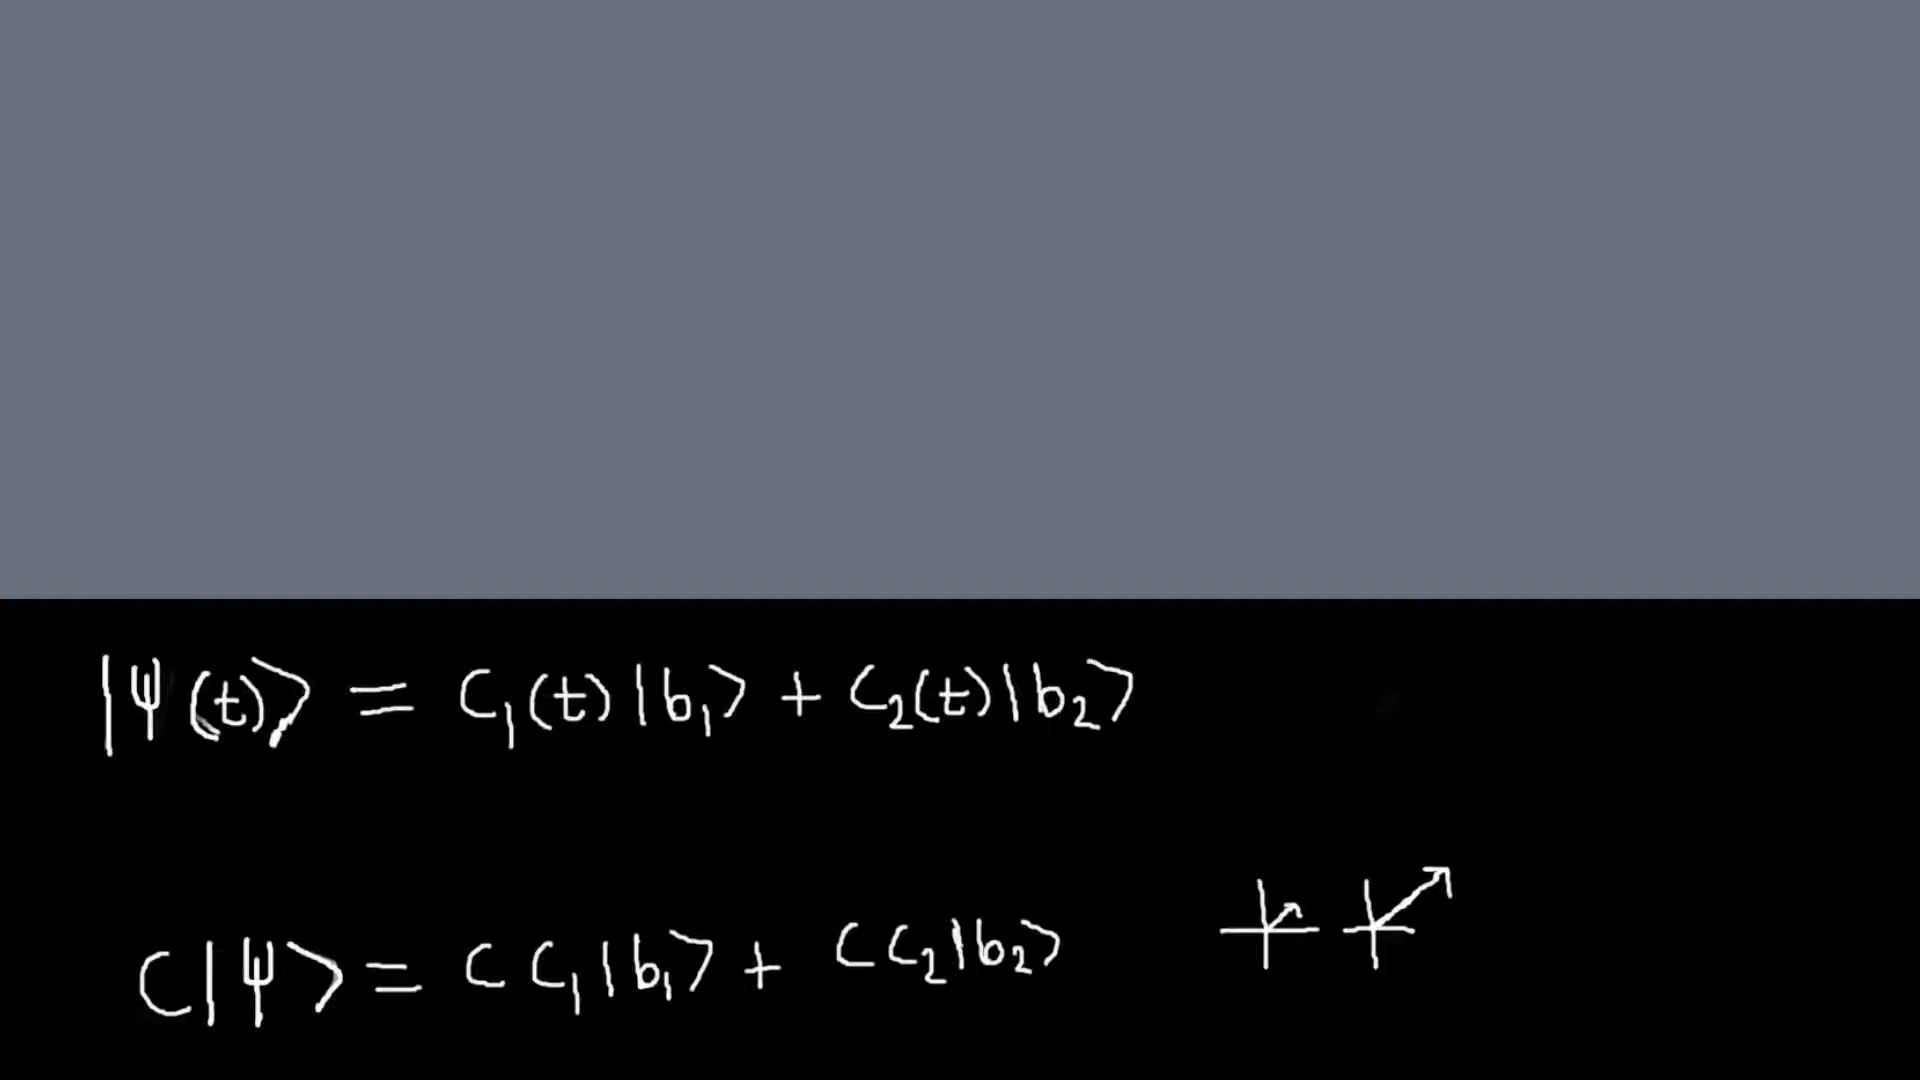 |ψ(t)⟩ = C₁(t)|b₁⟩ + C₂(t)|b₂⟩
C|ψ⟩ = C C₁|b₁⟩ + C C₂|b₂⟩